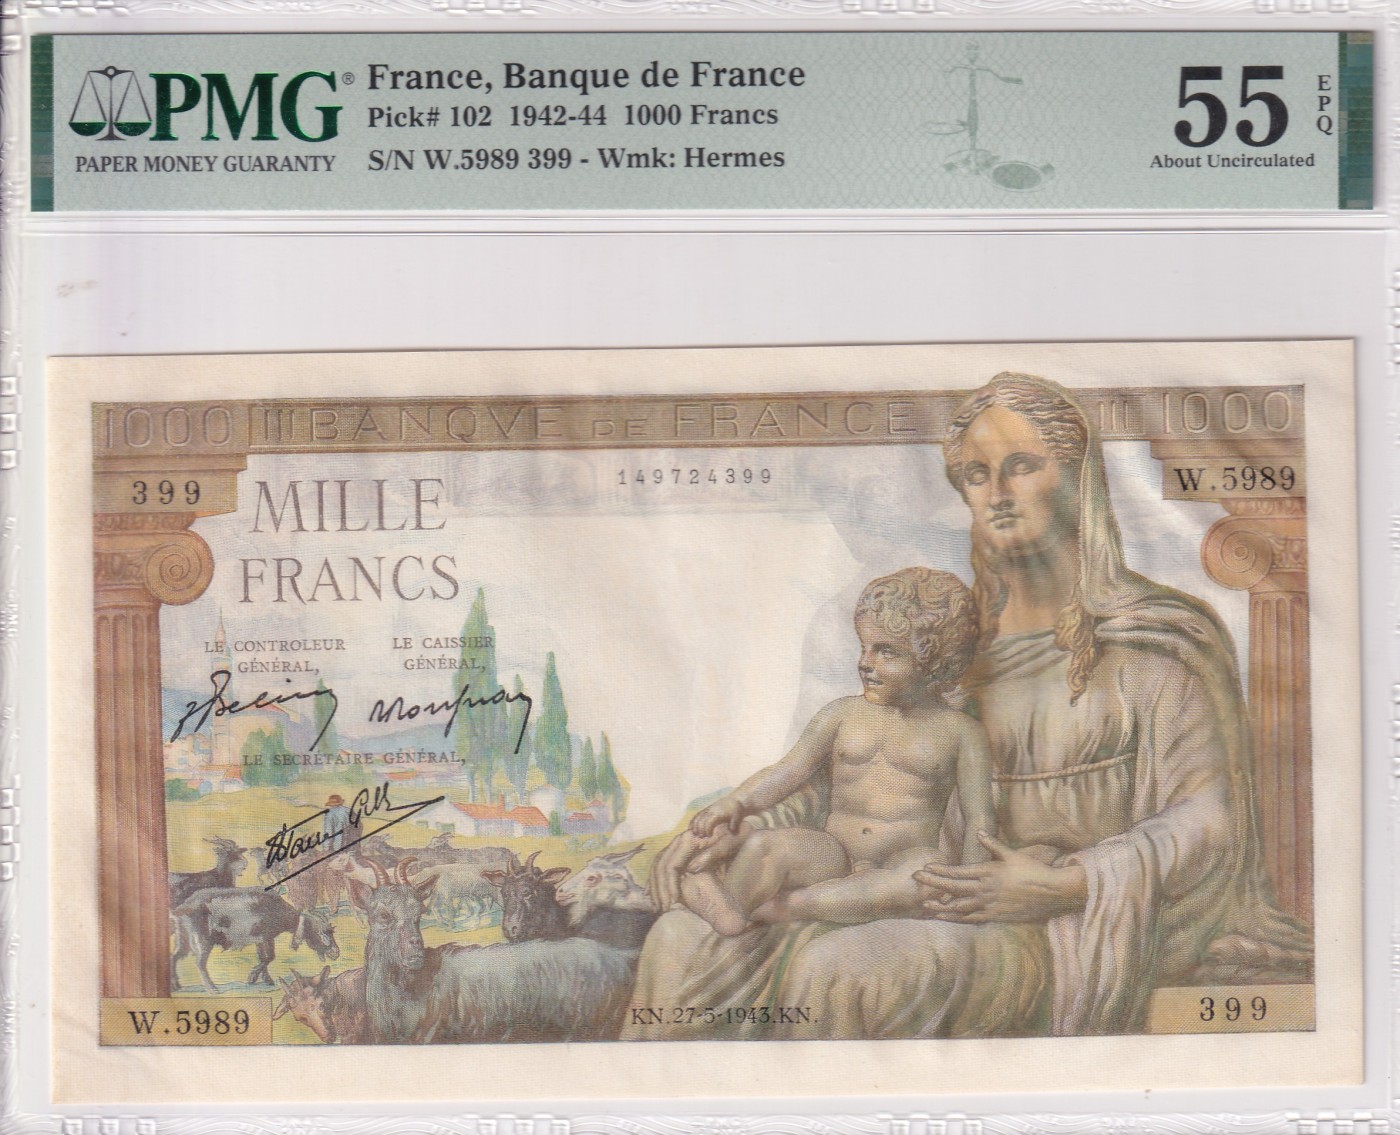 PMG®
PAPER MONEY GUARANTY
France, Banque de France
Pick# 102 1942-44 1000 Francs
S/N W.5989 399 - Wmk: Hermes
55
EPQ
About Uncirculated
1000 BANQVE DE FRANCE 1000
399
149724399
W.5989
MILLE
FRANCS
LE CONTROLEUR
GÉNÉRAL,
LE CAISSIER
GÉNÉRAL,
LE SECRÉTAIRE GÉNÉRAL,
W.5989
KN.27-5-1943.KN.
399